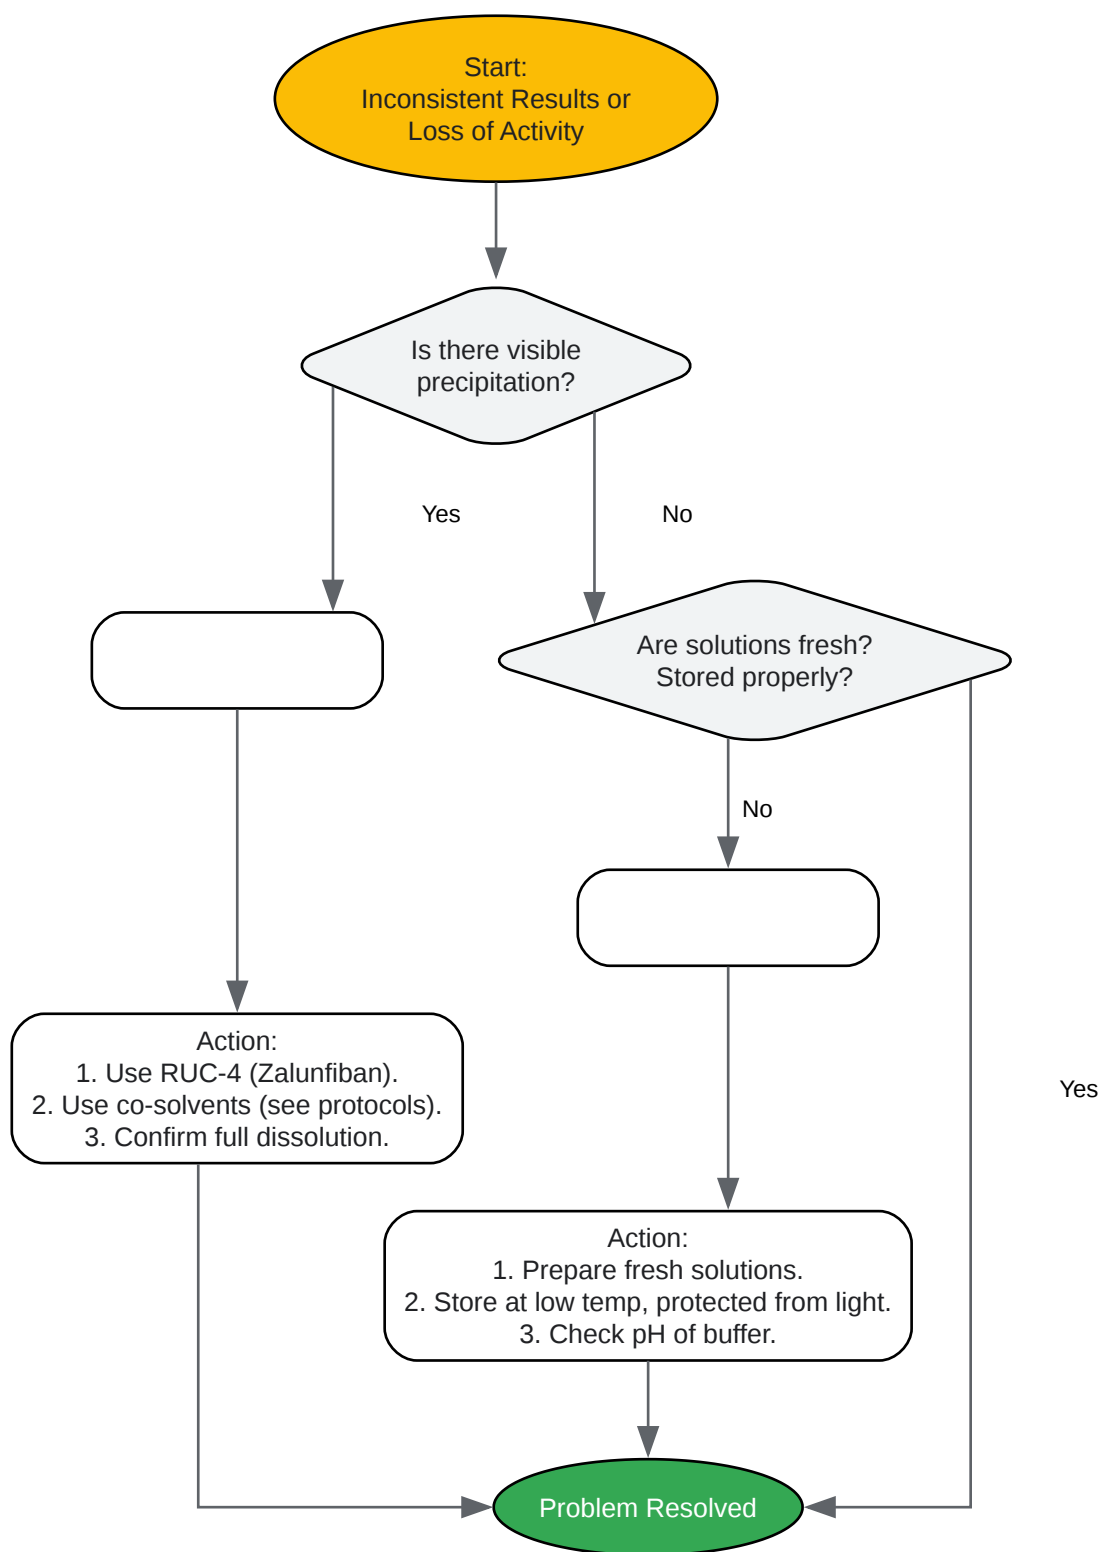 Start:
Inconsistent Results or
Loss of Activity
Is there visible
precipitation?
Yes
No
Are solutions fresh?
Stored properly?
No
Action:
1. Use RUC-4 (Zalunfiban).
2. Use co-solvents (see protocols).
3. Confirm full dissolution.
Yes
Action:
1. Prepare fresh solutions.
2. Store at low temp, protected from light.
3. Check pH of buffer.
Problem Resolved